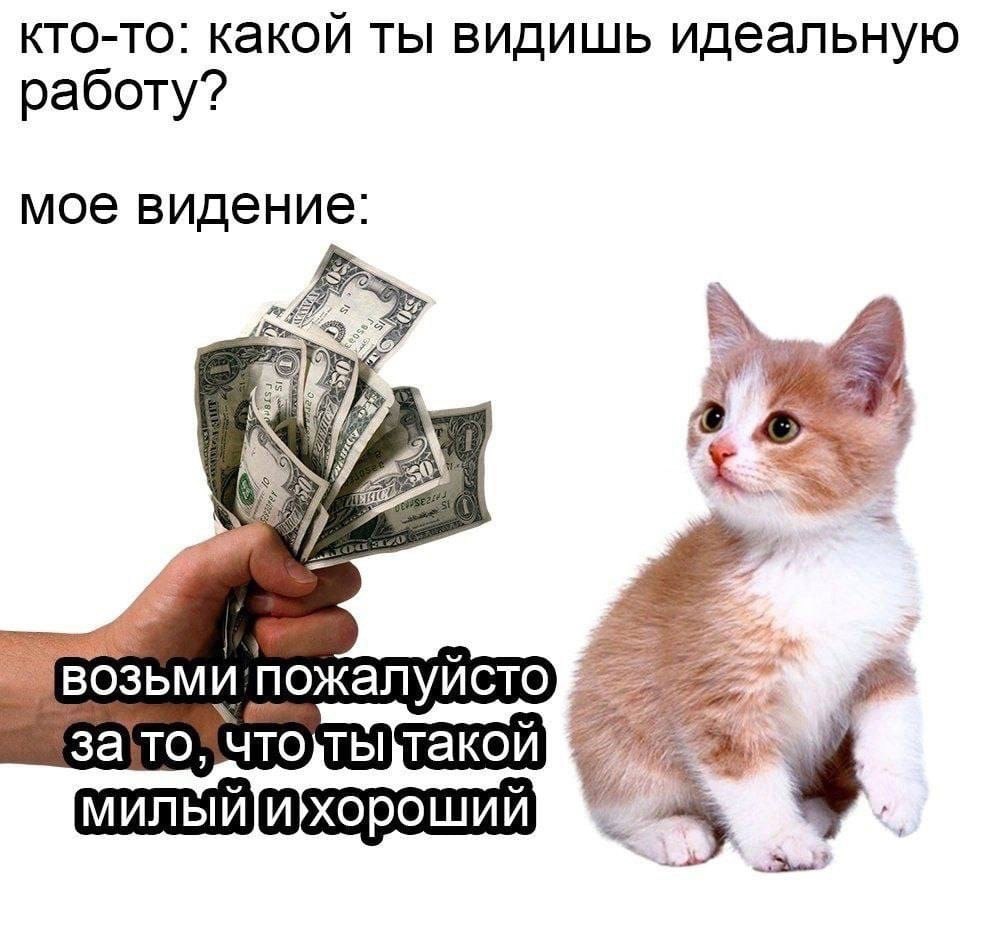 кто-то: какой ты видишь идеальную
работу?
мое видение:
возьми пожалуйсто
за то, что ты такой
милый и хороший